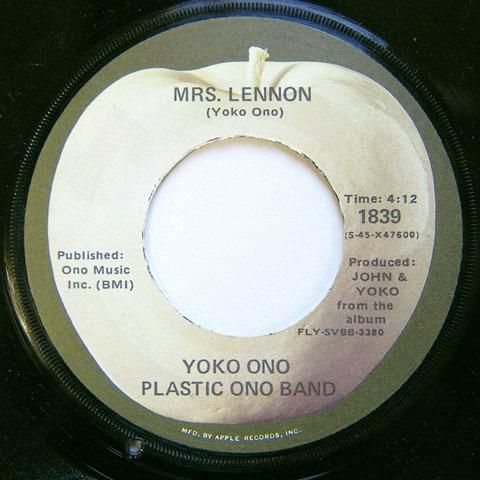 MRS. LENNON
(Yoko Ono)
Time: 4:12
1839
(S-45-X47600)
Published:
Ono Music
Inc. (BMI)
Produced:
JOHN &
YOKO
from the
album
FLY-SVBB-3380
YOKO ONO
PLASTIC ONO BAND
MFD. BY APPLE RECORDS, INC.